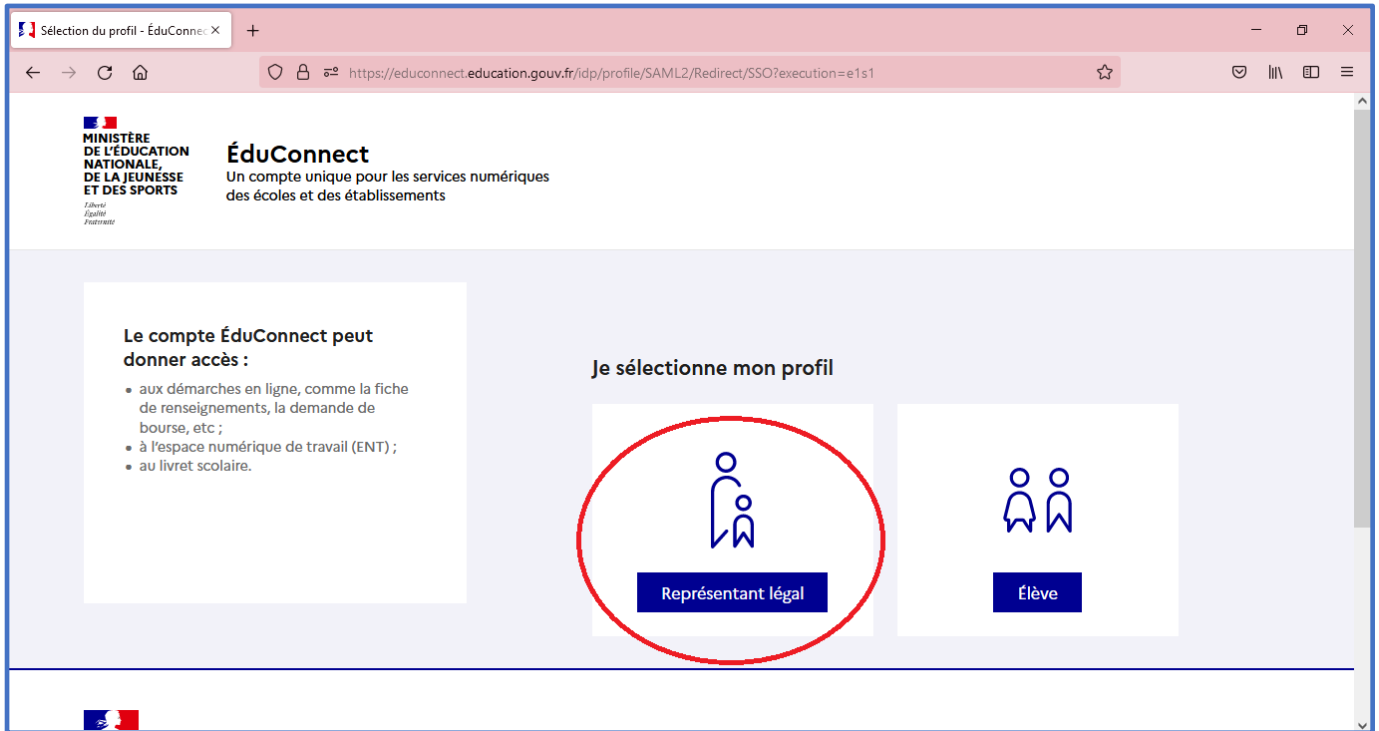 Sélection du profil - ÉduConnec
https://educonnect.education.gouv.fr/idp/profile/SAML2/Redirect/SSO?execution=e1s1
MINISTÈRE
DE L'ÉDUCATION
NATIONALE,
DE LA JEUNESSE
ET DES SPORTS
Liberté
Égalité
Fraternité
ÉduConnect
Un compte unique pour les services numériques
des écoles et des établissements
Le compte ÉduConnect peut
donner accès :
• aux démarches en ligne, comme la fiche
de renseignements, la demande de
bourse, etc ;
• à l'espace numérique de travail (ENT) ;
• au livret scolaire.
Je sélectionne mon profil
Représentant légal
Élève